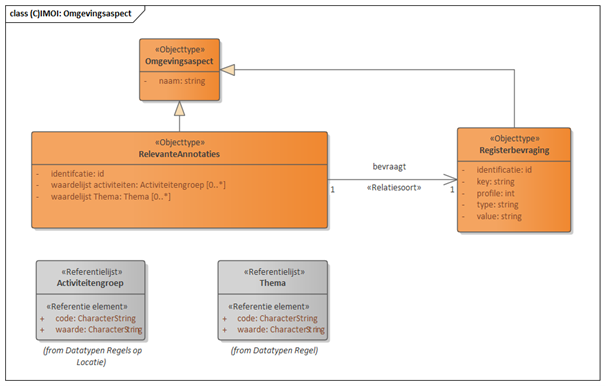 class (C)IMOI: Omgevingsaspect
«Objecttype»
Omgevingsaspect
- naam: string
«Objecttype»
RelevanteAnnotaties
- identifcatie: id
- waardelijst activiteiten: Activiteitengroep [0..*]
- waardelijst Thema: Thema [0..*]
bevraagt
1
«Relatiesoort»
1
«Objecttype»
Registerbevraging
- identificatie: id
- key: string
- profile: int
- type: string
- value: string
«Referentielijst»
Activiteitengroep
«Referentie element»
+ code: CharacterString
+ waarde: CharacterString
(from Datatypen Regels op
Locatie)
«Referentielijst»
Thema
«Referentie element»
+ code: CharacterString
+ waarde: CharacterString
(from Datatypen Regel)